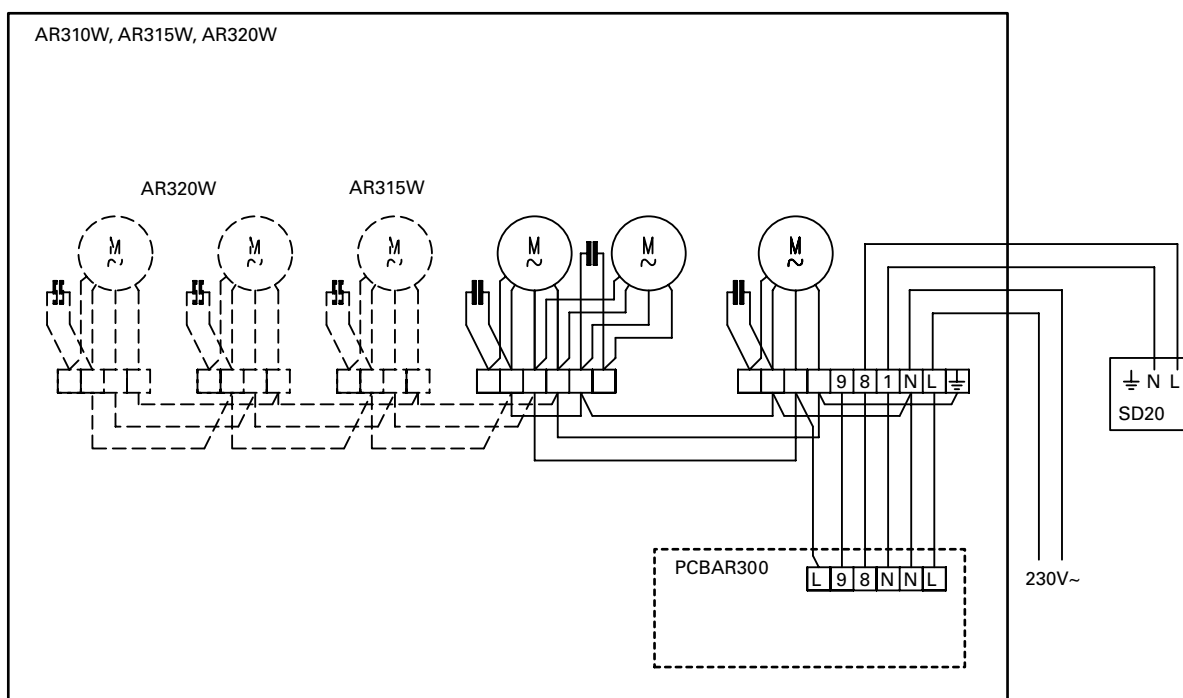 AR310W, AR315W, AR320W
AR320W
AR315W
M
~
M
~
M
~
M
~
M
~
M
~
9 8 1 N L
N L
SD20
PCBAR300
L 9 8 N N L
230V~